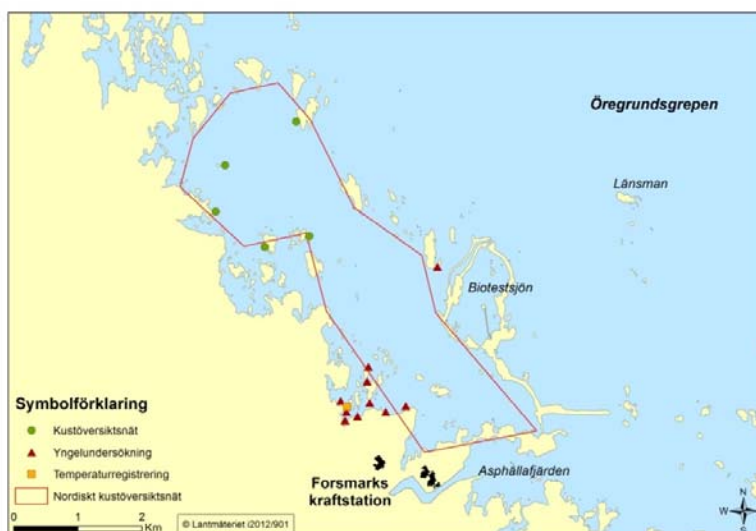 Öregrundsgrepen
Länsman
Biotestsjön
Symbolförklaring
Kustöversiktsnät
Yngelundersökning
Temperaturregistrering
Nordiskt kustöversiktsnät
Forsmarks
kraftstation
Asphällafjärden
0 1 2
Km
© Lantmäteriet i2012/901
N
W E
S